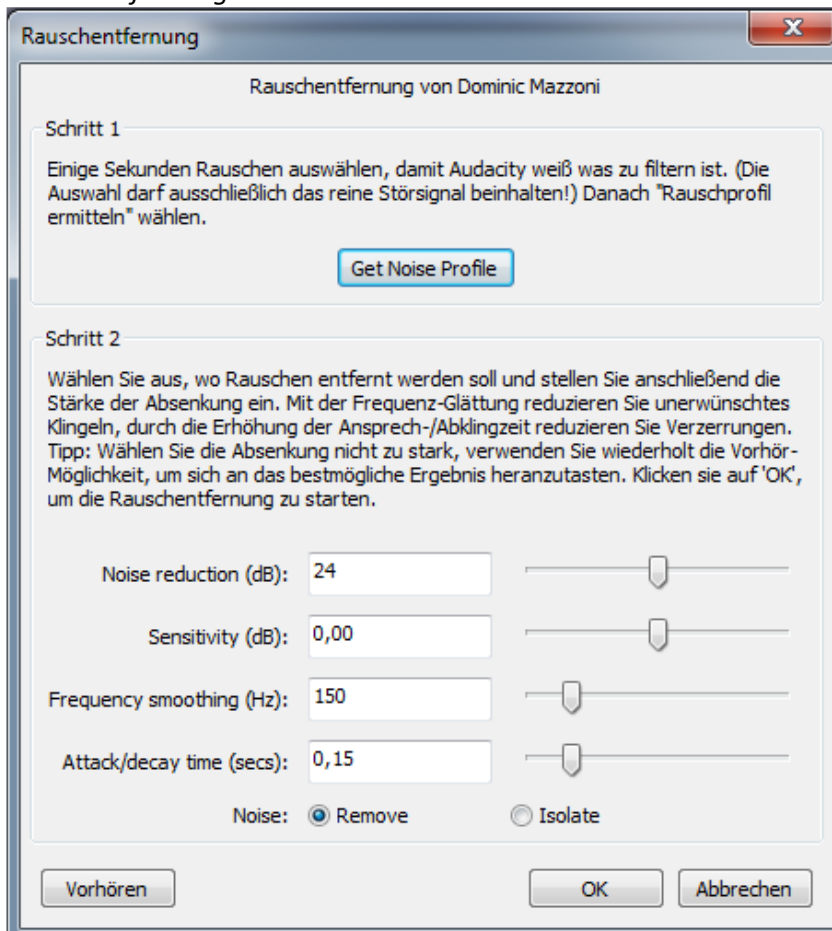 Rauschentfernung
Rauschentfernung von Dominic Mazzoni
Schritt 1
Einige Sekunden Rauschen auswählen, damit Audacity weiß was zu filtern ist. (Die
Auswahl darf ausschließlich das reine Störsignal beinhalten!) Danach "Rauschprofil
ermitteln" wählen.
Get Noise Profile
Schritt 2
Wählen Sie aus, wo Rauschen entfernt werden soll und stellen Sie anschließend die
Stärke der Absenkung ein. Mit der Frequenz-Glättung reduzieren Sie unerwünschtes
Klingeln, durch die Erhöhung der Ansprech-/Abklingzeit reduzieren Sie Verzerrungen.
Tipp: Wählen Sie die Absenkung nicht zu stark, verwenden Sie wiederholt die Vorhör-
Möglichkeit, um sich an das bestmögliche Ergebnis heranzutasten. Klicken sie auf 'OK',
um die Rauschentfernung zu starten.
Noise reduction (dB): 24
Sensitivity (dB): 0,00
Frequency smoothing (Hz): 150
Attack/decay time (secs): 0,15
Noise: Remove Isolate
Vorhören OK Abbrechen